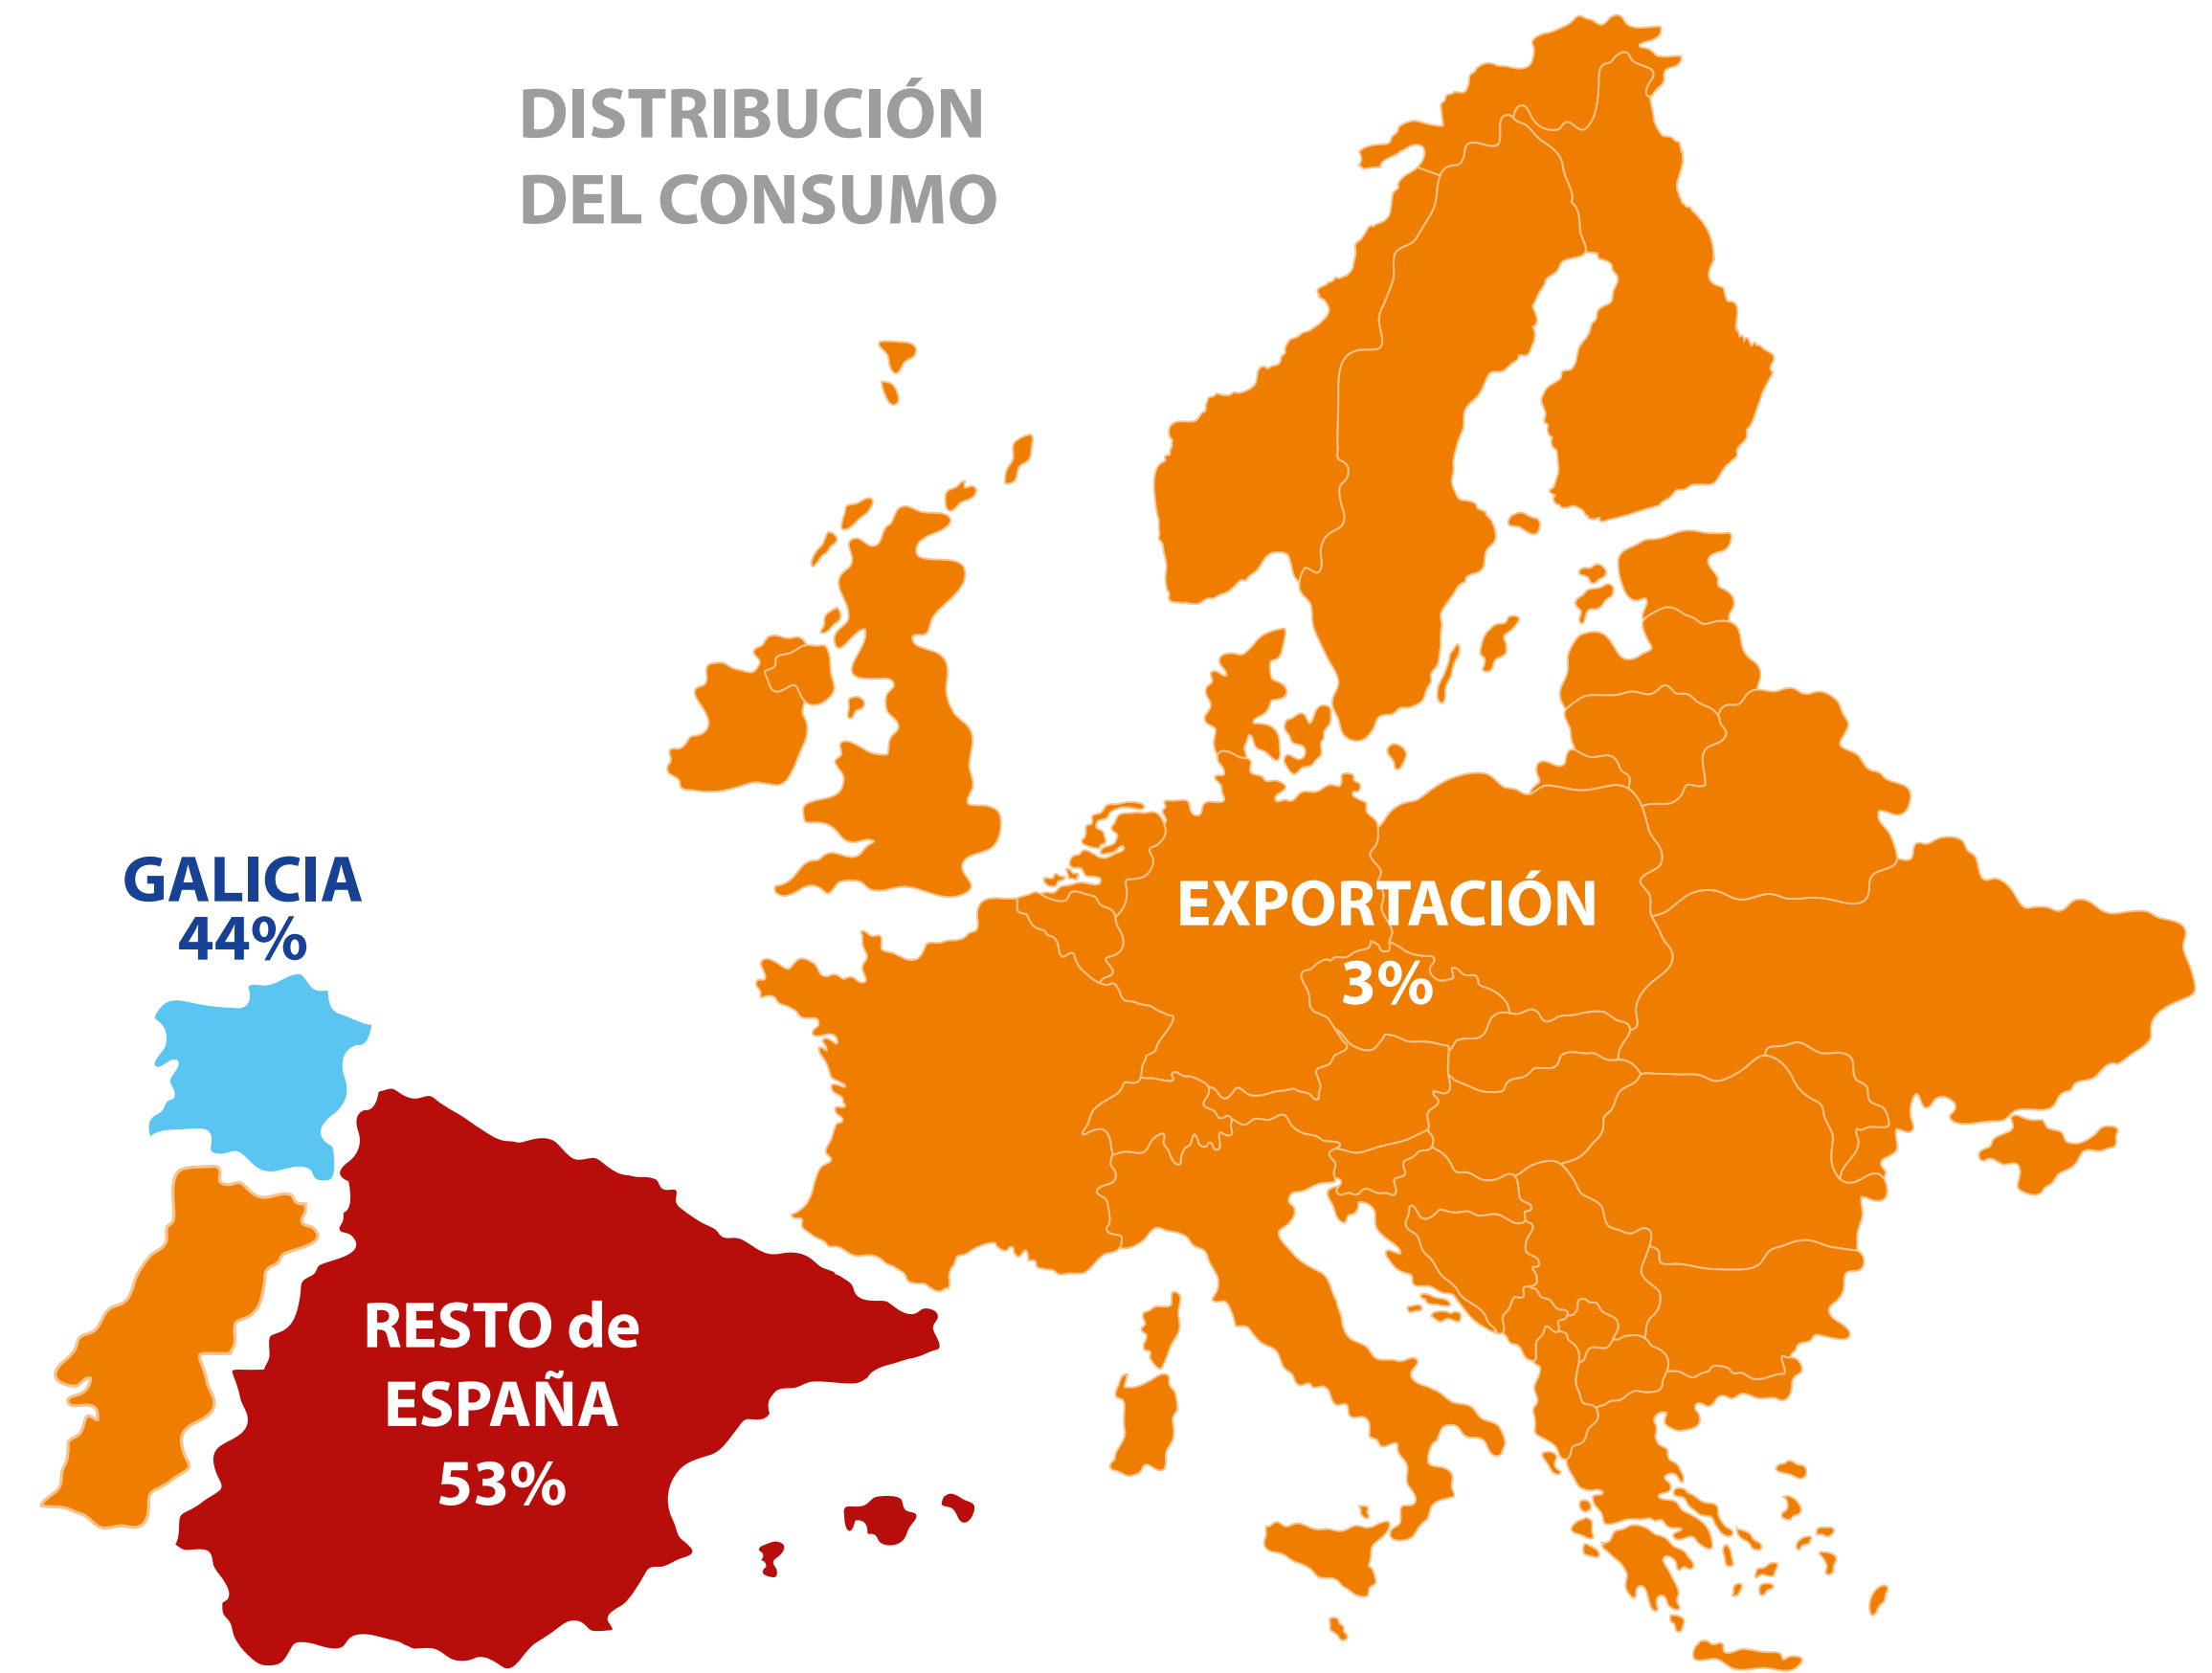 DISTRIBUCIÓN
DEL CONSUMO
GALICIA
44%
EXPORTACIÓN
3%
RESTO de
ESPAÑA
53%